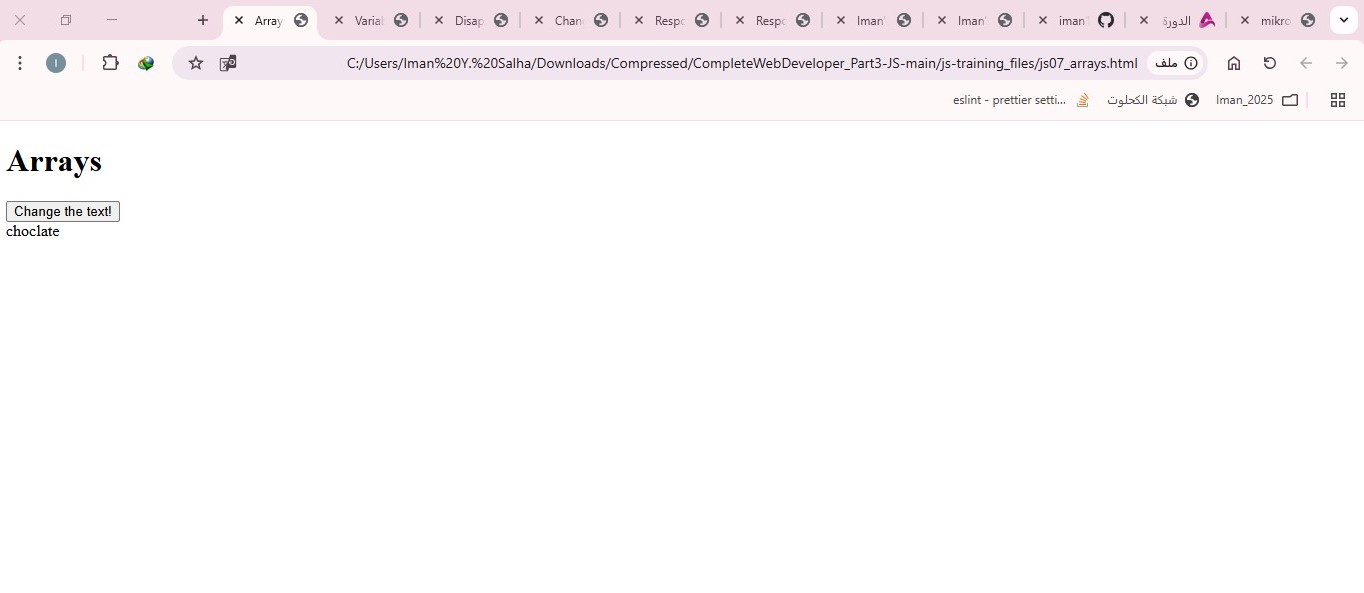 Array
Varial
Disap
Chan
Respo
Respo
Iman'
Iman'
iman
الدورة
mikro
I
C:/Users/Iman%20Y.%20Salha/Downloads/Compressed/CompleteWebDeveloper_Part3-JS-main/js-training_files/js07_arrays.html
ملف
eslint - prettier setti...
شبكة الكحلوت
Iman_2025
Arrays
Change the text!
choclate